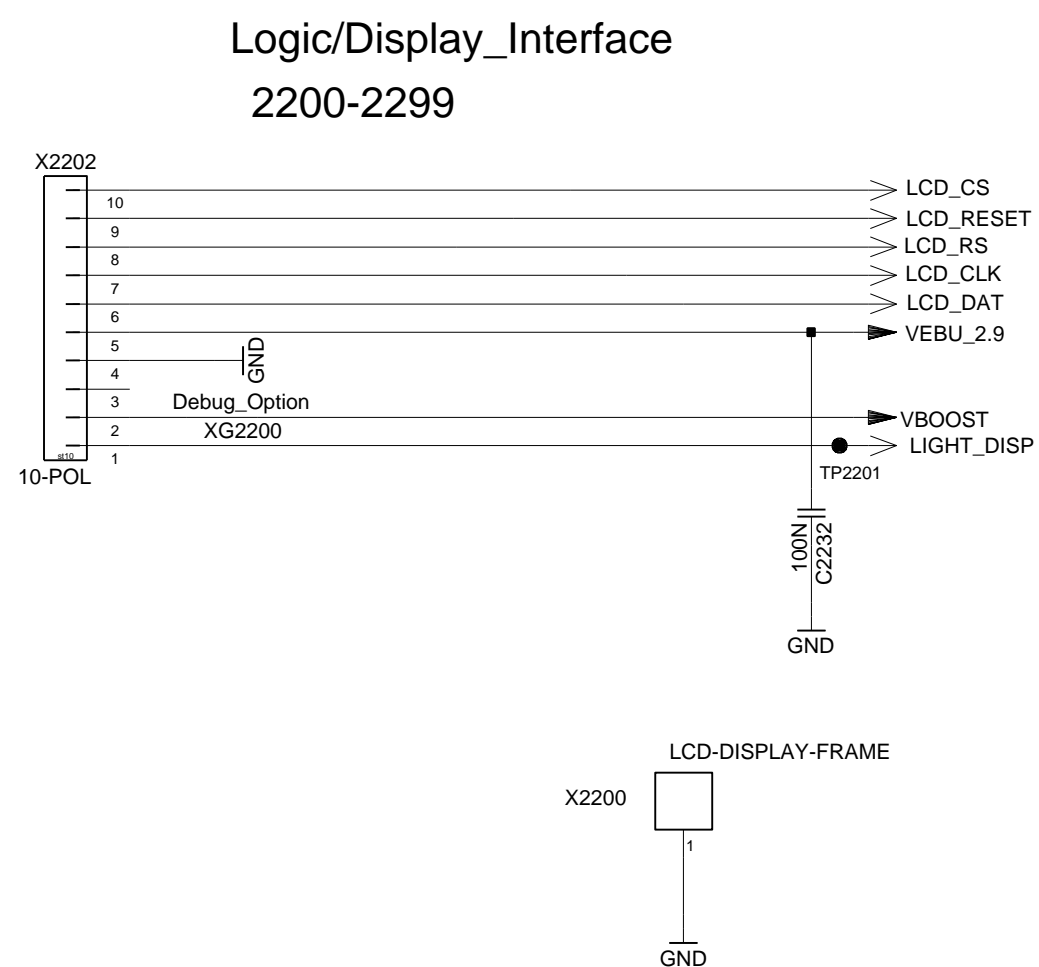 Logic/Display_Interface
2200-2299
X2202
10
LCD_CS
9
LCD_RESET
8
LCD_RS
7
LCD_CLK
6
LCD_DAT
5
VEBU_2.9
4
GND
3
Debug_Option
2
XG2200
VBOOST
st10
1
LIGHT_DISP
10-POL
TP2201
100N
C2232
GND
LCD-DISPLAY-FRAME
X2200
1
GND